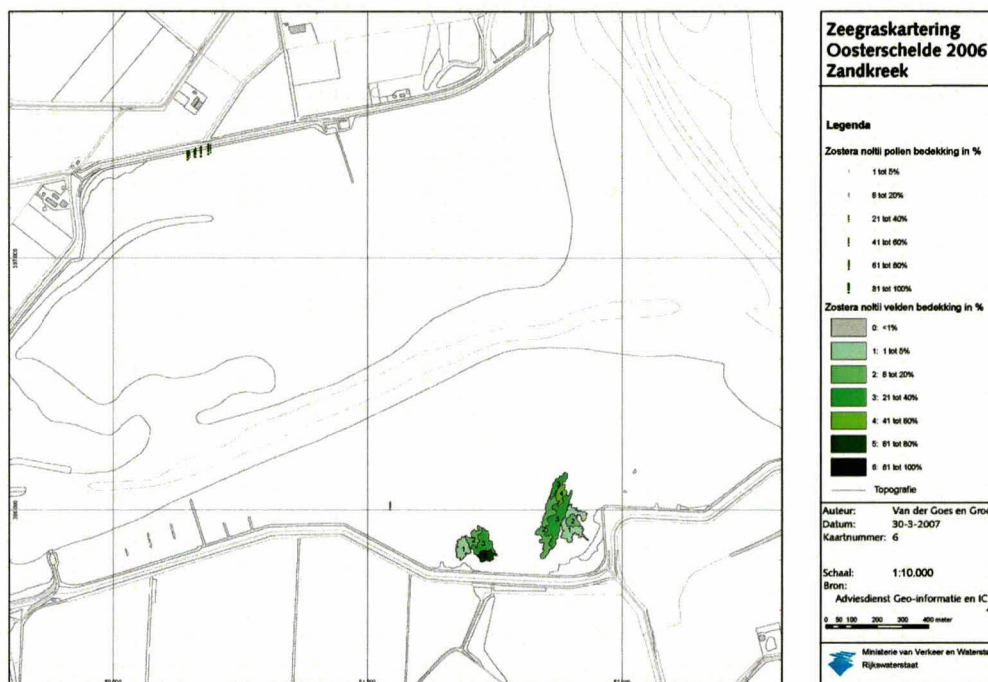 Zeegraskartering
Oosterschelde 2006
Zandkreek
Legenda
Zostera noltii pollen bedekking in %
1 tot 5%
6 tot 20%
21 tot 40%
41 tot 60%
61 tot 80%
81 tot 100%
Zostera noltii velden bedekking in %
0: <1%
1: 1 tot 5%
2: 6 tot 20%
3: 21 tot 40%
4: 41 tot 60%
5: 61 tot 80%
6: 81 tot 100%
Topografie
Auteur: Van der Goes en Groo
Datum: 30-3-2007
Kaartnummer: 6
Schaal: 1:10.000
Bron:
Adviesdienst Geo-informatie en IC
0 50 100 200 300 400 meter
Ministerie van Verkeer en Watersta
Rijkswaterstaat